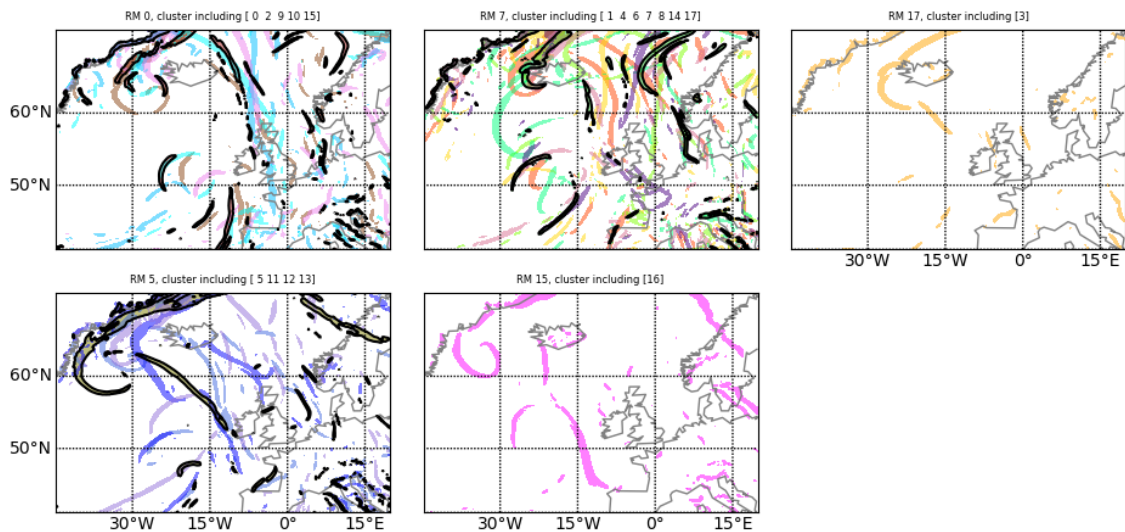 RM 0, cluster including [ 0  2  9 10 15]
RM 7, cluster including [ 1  4  6  7  8 14 17]
RM 17, cluster including [3]
60°N
50°N
30°W 15°W 0° 15°E
RM 5, cluster including [ 5 11 12 13]
RM 15, cluster including [16]
60°N
50°N
30°W 15°W 0° 15°E
30°W 15°W 0° 15°E